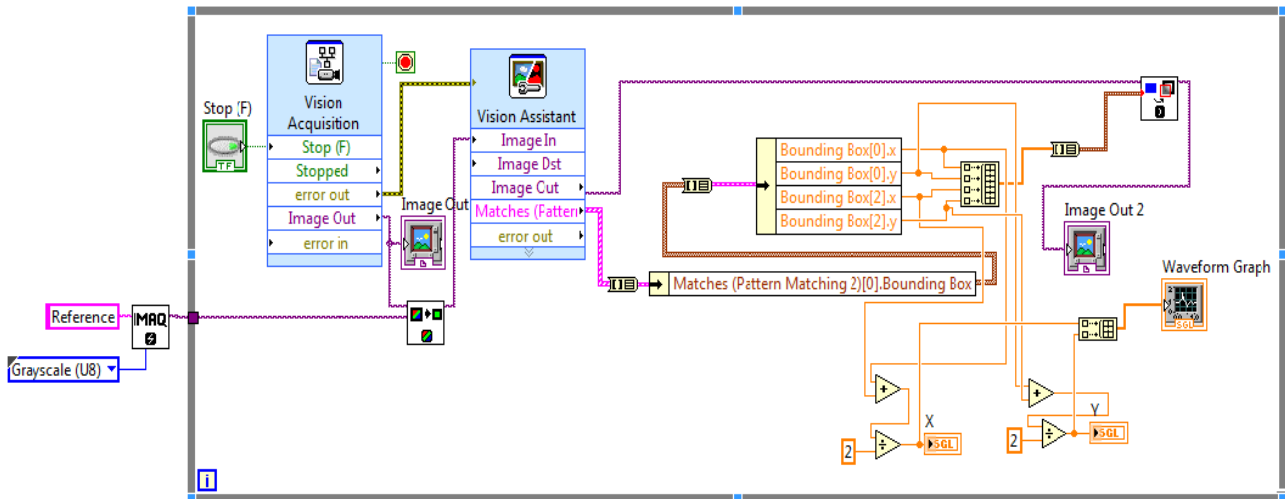 Stop (F)
TF
Vision
Acquisition
Stop (F)
Stopped
error out
Image Out
error in
Image Out
Vision Assistant
Image In
Image Dst
Image Out
Matches (Pattern
error out
Bounding Box[0].x
Bounding Box[0].y
Bounding Box[2].x
Bounding Box[2].y
Matches (Pattern Matching 2)[0].Bounding Box
Image Out 2
Waveform Graph
SGL
Reference
IMAQ
Grayscale (U8)
X
2
SGL
Y
2
SGL
i